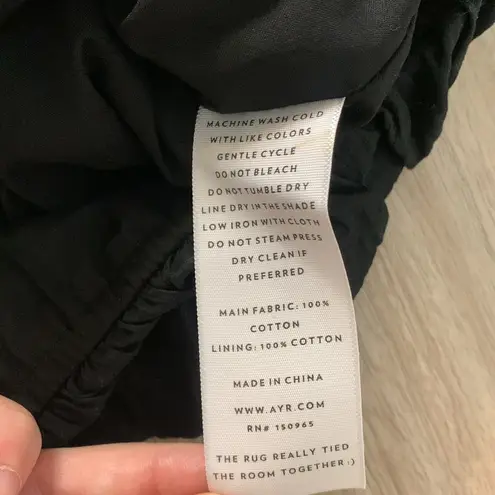 MACHINE WASH COLD
WITH LIKE COLORS
GENTLE CYCLE
DO NOT BLEACH
DO NOT TUMBLE DRY
LINE DRY IN THE SHADE
LOW IRON WITH CLOTH
DO NOT STEAM PRESS
DRY CLEAN IF
PREFERRED
MAIN FABRIC: 100%
COTTON
LINING: 100% COTTON
MADE IN CHINA
WWW.AYR.COM
RN# 150965
THE RUG REALLY TIED
THE ROOM TOGETHER :)